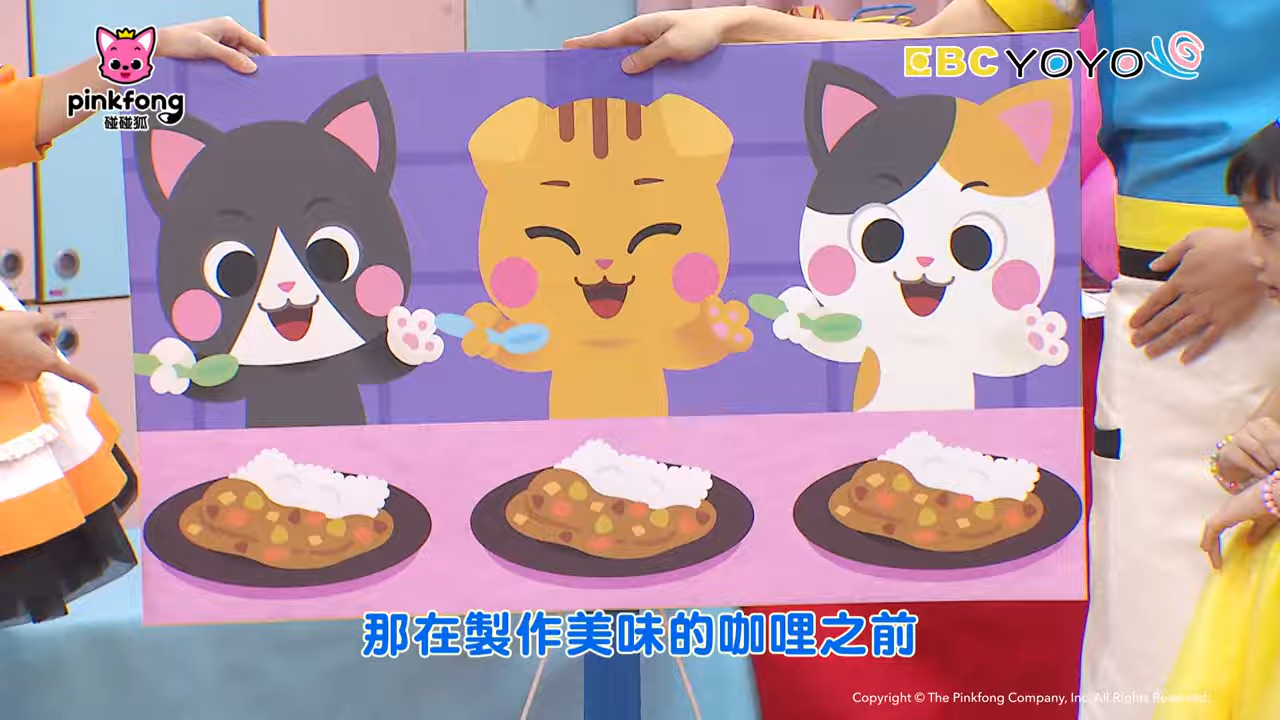 pinkfong
碰碰狐
EBC YOYO
那在製作美味的咖哩之前
Copyright © The Pinkfong Company, Inc. All Rights Reserved.